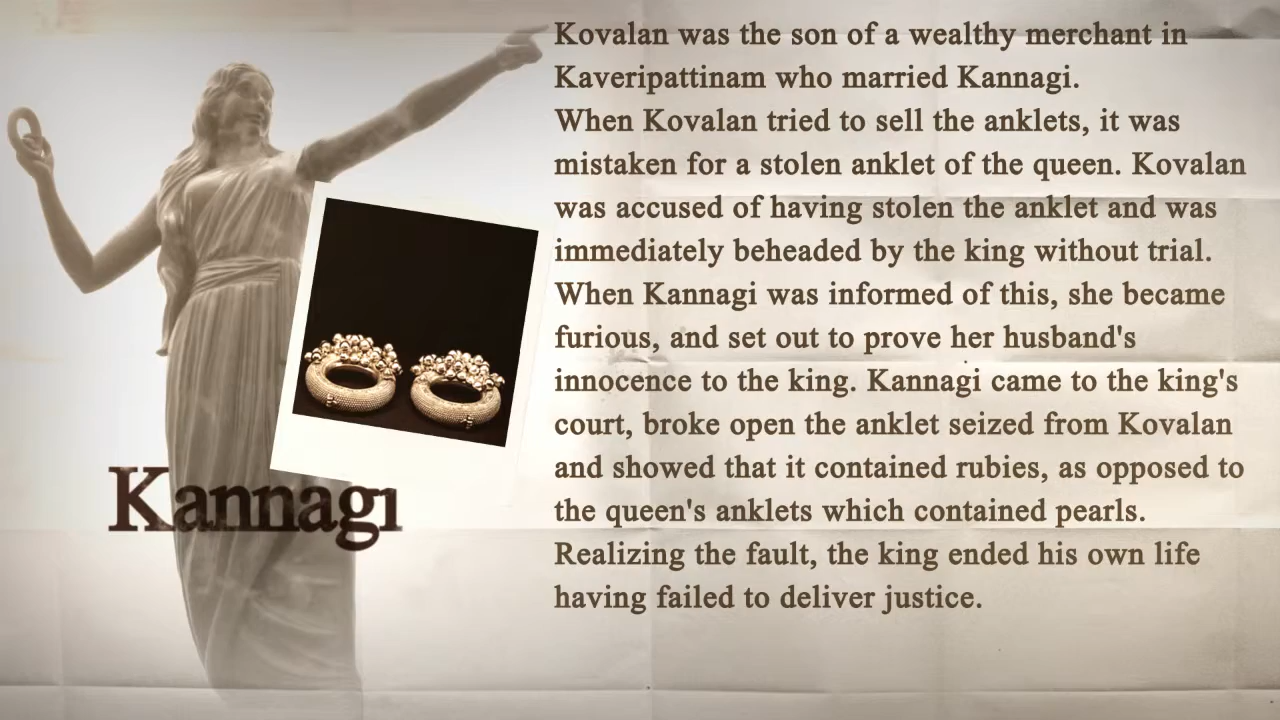 Kovalan was the son of a wealthy merchant in
Kaveripattinam who married Kannagi.
When Kovalan tried to sell the anklets, it was
mistaken for a stolen anklet of the queen. Kovalan
was accused of having stolen the anklet and was
immediately beheaded by the king without trial.
When Kannagi was informed of this, she became
furious, and set out to prove her husband's
innocence to the king. Kannagi came to the king's
court, broke open the anklet seized from Kovalan
and showed that it contained rubies, as opposed to
the queen's anklets which contained pearls.
Realizing the fault, the king ended his own life
having failed to deliver justice.
Kannagi